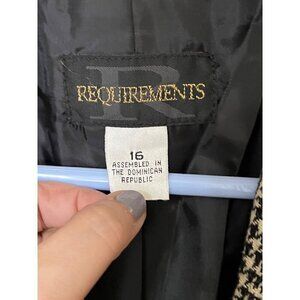 R
REQUIREMENTS
16
ASSEMBLED IN
THE DOMINICAN
REPUBLIC